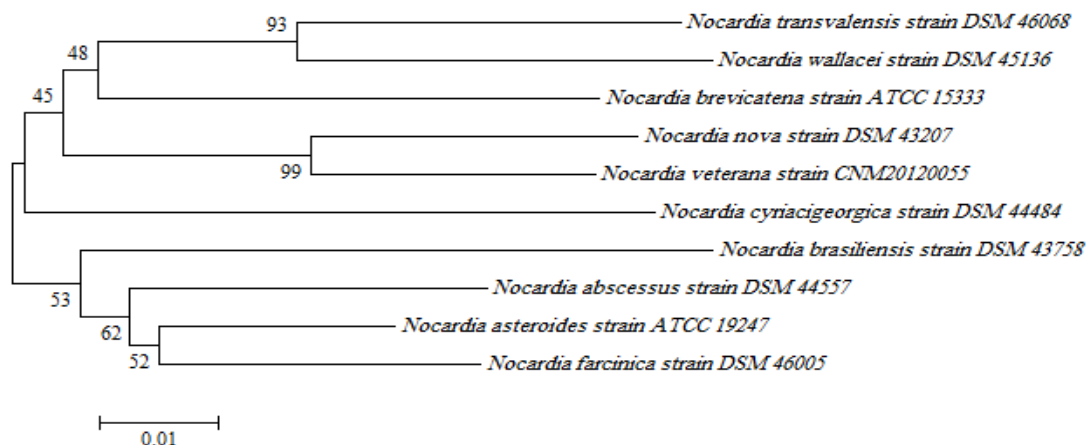 93
Nocardia transvalensis strain DSM 46068
Nocardia wallacei strain DSM 45136
48
Nocardia brevicatena strain ATCC 15333
45
Nocardia nova strain DSM 43207
99
Nocardia veterana strain CNM20120055
Nocardia cyriacigeorgica strain DSM 44484
Nocardia brasiliensis strain DSM 43758
53
Nocardia abscessus strain DSM 44557
62
Nocardia asteroides strain ATCC 19247
52
Nocardia farcinica strain DSM 46005
0.01